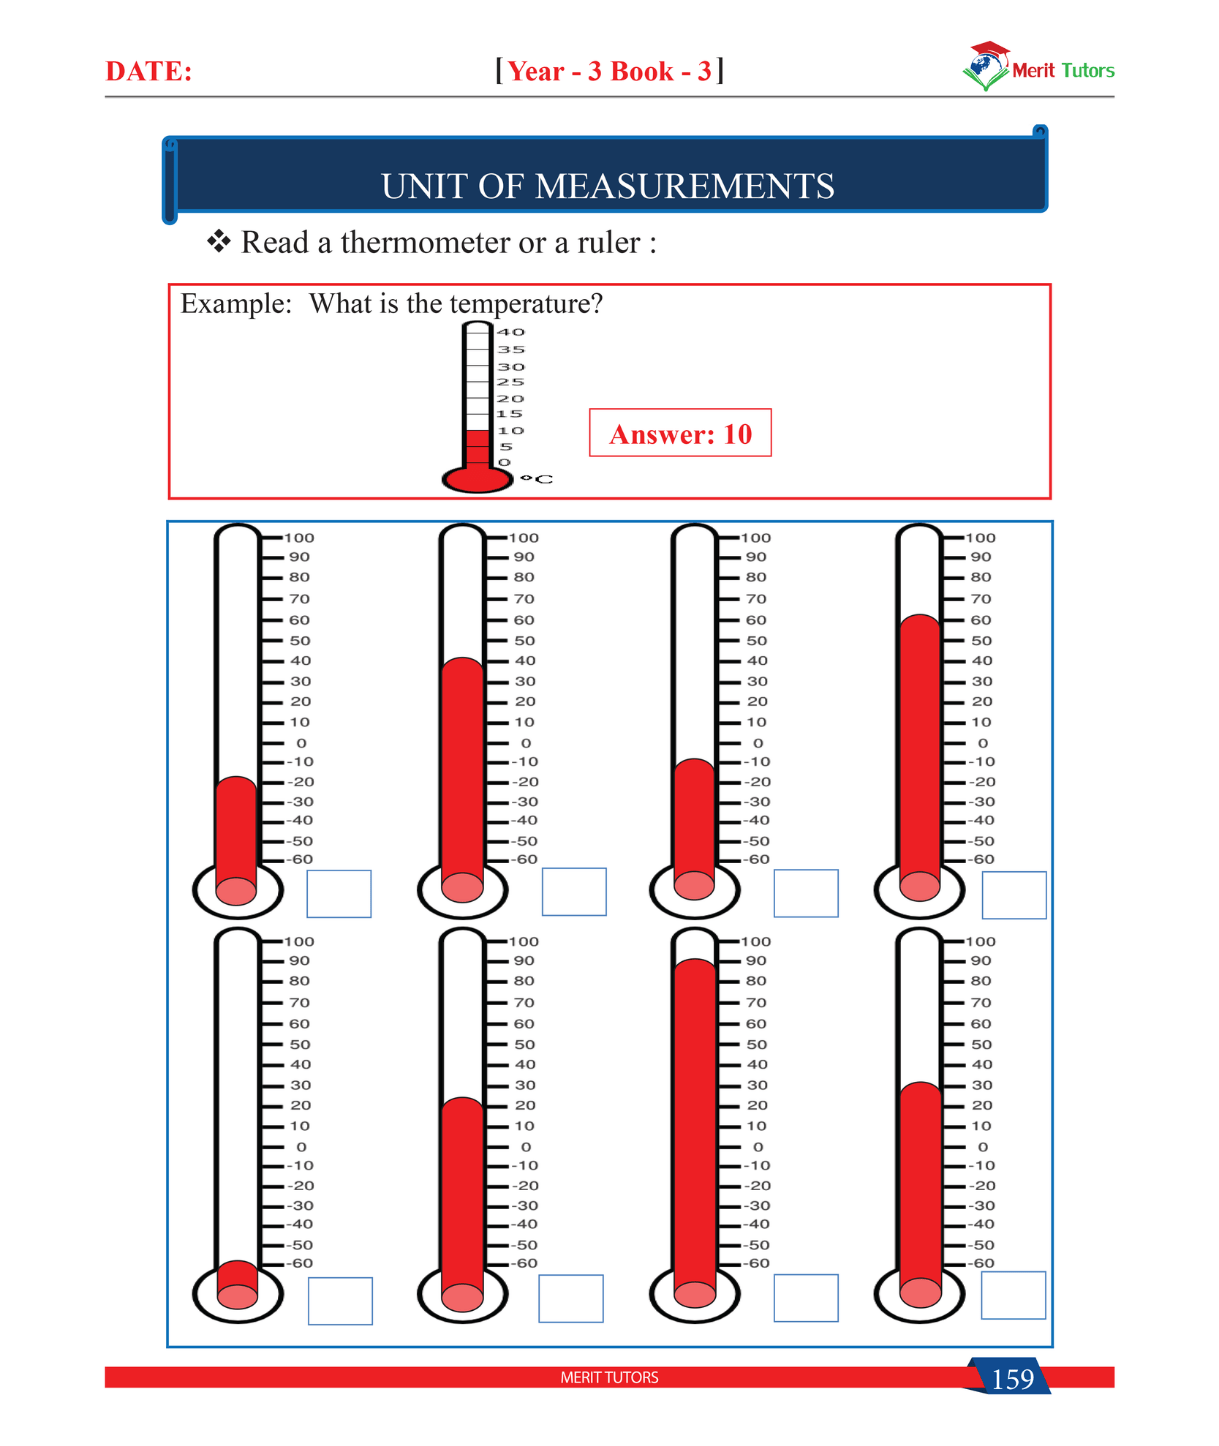 DATE:
[Year - 3 Book - 3]
Merit Tutors
UNIT OF MEASUREMENTS
❖ Read a thermometer or a ruler :
Example: What is the temperature?
40
35
30
25
20
15
10
5
0
°C
Answer: 10
100 100 100 100
90 90 90 90
80 80 80 80
70 70 70 70
60 60 60 60
50 50 50 50
40 40 40 40
30 30 30 30
20 20 20 20
10 10 10 10
0 0 0 0
-10 -10 -10 -10
-20 -20 -20 -20
-30 -30 -30 -30
-40 -40 -40 -40
-50 -50 -50 -50
-60 -60 -60 -60
100 100 100 100
90 90 90 90
80 80 80 80
70 70 70 70
60 60 60 60
50 50 50 50
40 40 40 40
30 30 30 30
20 20 20 20
10 10 10 10
0 0 0 0
-10 -10 -10 -10
-20 -20 -20 -20
-30 -30 -30 -30
-40 -40 -40 -40
-50 -50 -50 -50
-60 -60 -60 -60
MERIT TUTORS
159